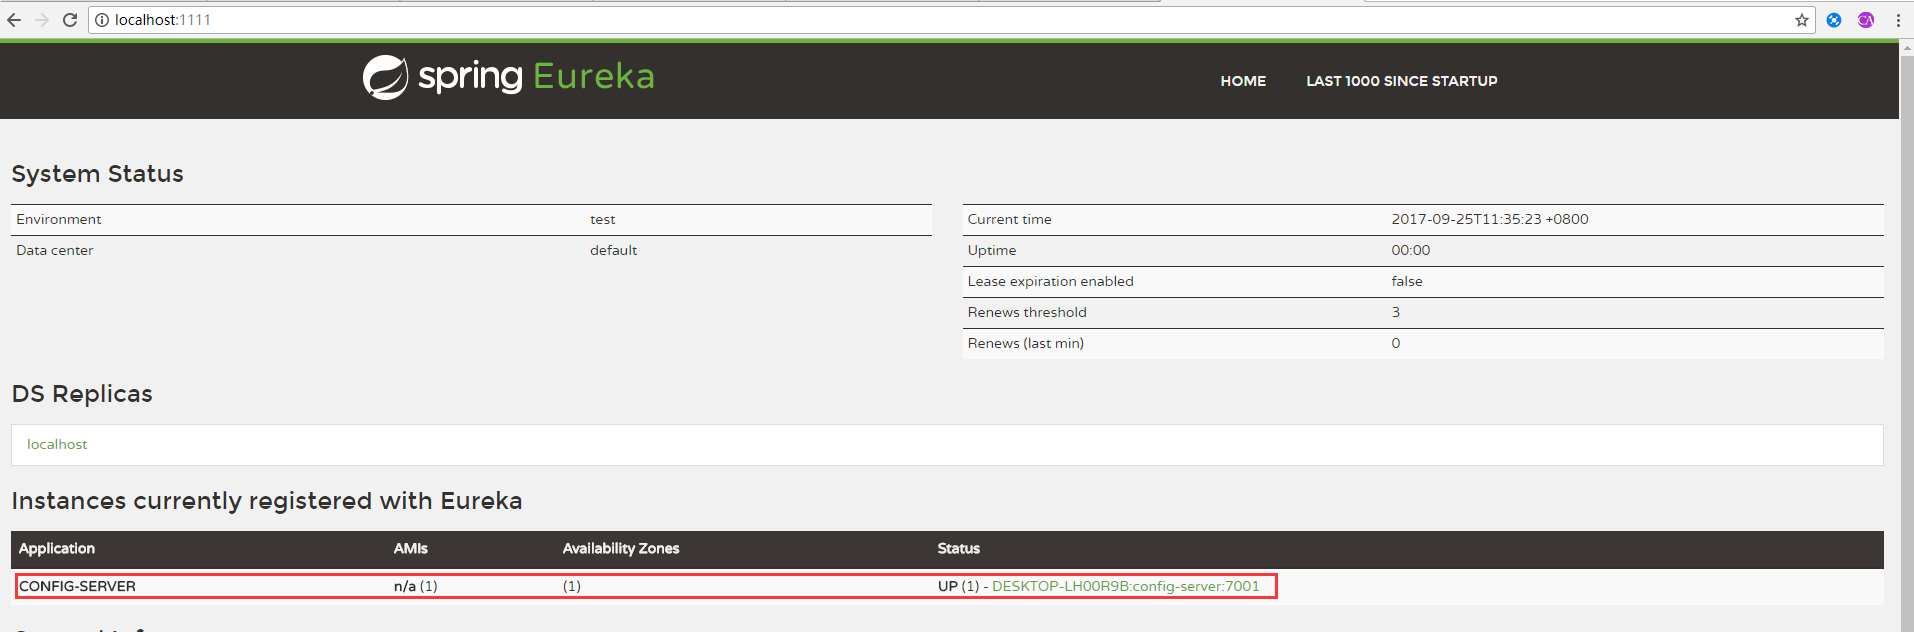 localhost:1111
spring Eureka
HOME LAST 1000 SINCE STARTUP
System Status
Environment test
Data center default
Current time 2017-09-25T11:35:23 +0800
Uptime 00:00
Lease expiration enabled false
Renews threshold 3
Renews (last min) 0
DS Replicas
localhost
Instances currently registered with Eureka
Application AMIs Availability Zones Status
CONFIG-SERVER n/a (1) (1) UP (1) - DESKTOP-LH00R9B:config-server:7001